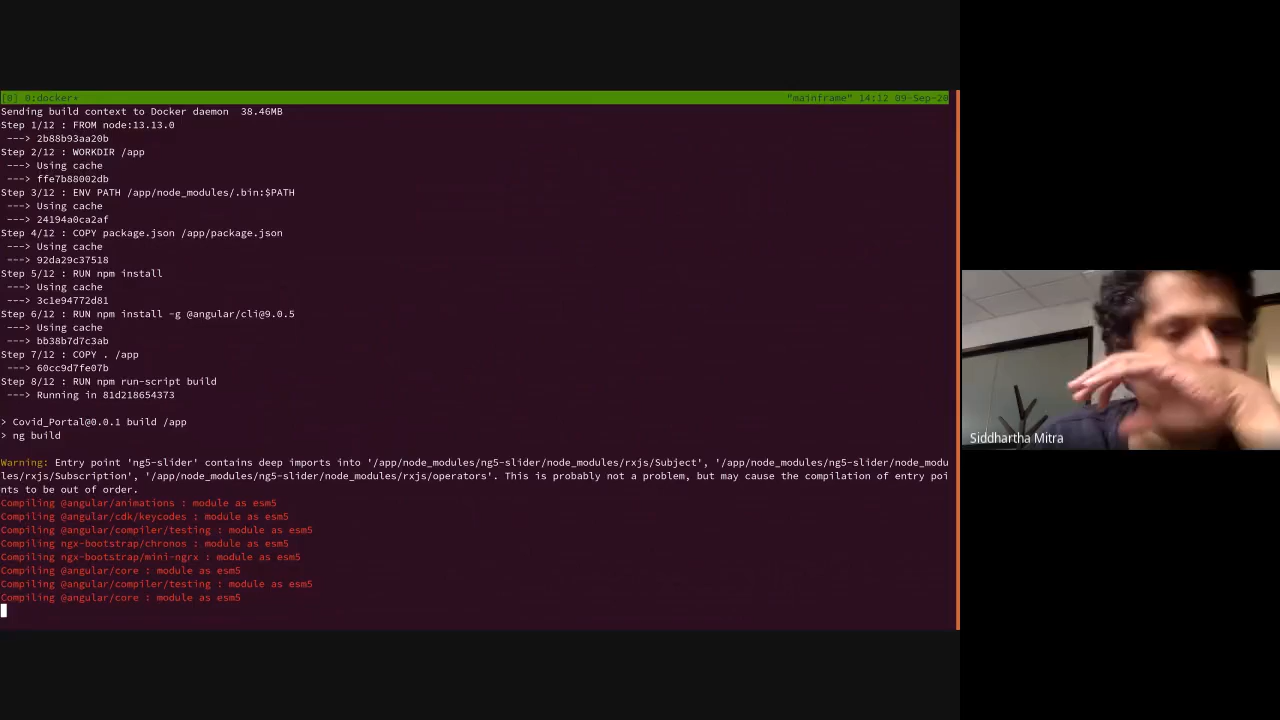 [0] 0:docker* "mainframe" 14:12 09-Sep-20
Sending build context to Docker daemon  38.46MB
Step 1/12 : FROM node:13.13.0
 ---> 2b88b93aa20b
Step 2/12 : WORKDIR /app
 ---> Using cache
 ---> ffe7b88002db
Step 3/12 : ENV PATH /app/node_modules/.bin:$PATH
 ---> Using cache
 ---> 24194a0ca2af
Step 4/12 : COPY package.json /app/package.json
 ---> Using cache
 ---> 92da29c37518
Step 5/12 : RUN npm install
 ---> Using cache
 ---> 3c1e94772d81
Step 6/12 : RUN npm install -g @angular/cli@9.0.5
 ---> Using cache
 ---> bb38b7d7c3ab
Step 7/12 : COPY . /app
 ---> 60cc9d7fe07b
Step 8/12 : RUN npm run-script build
 ---> Running in 81d218654373
> Covid_Portal@0.0.1 build /app
> ng build
Warning: Entry point 'ng5-slider' contains deep imports into '/app/node_modules/ng5-slider/node_modules/rxjs/Subject', '/app/node_modules/ng5-slider/node_modu
les/rxjs/Subscription', '/app/node_modules/ng5-slider/node_modules/rxjs/operators'. This is probably not a problem, but may cause the compilation of entry poi
nts to be out of order.
Compiling @angular/animations : module as esm5
Compiling @angular/cdk/keycodes : module as esm5
Compiling @angular/compiler/testing : module as esm5
Compiling ngx-bootstrap/chronos : module as esm5
Compiling ngx-bootstrap/mini-ngrx : module as esm5
Compiling @angular/core : module as esm5
Compiling @angular/compiler/testing : module as esm5
Compiling @angular/core : module as esm5
Siddhartha Mitra